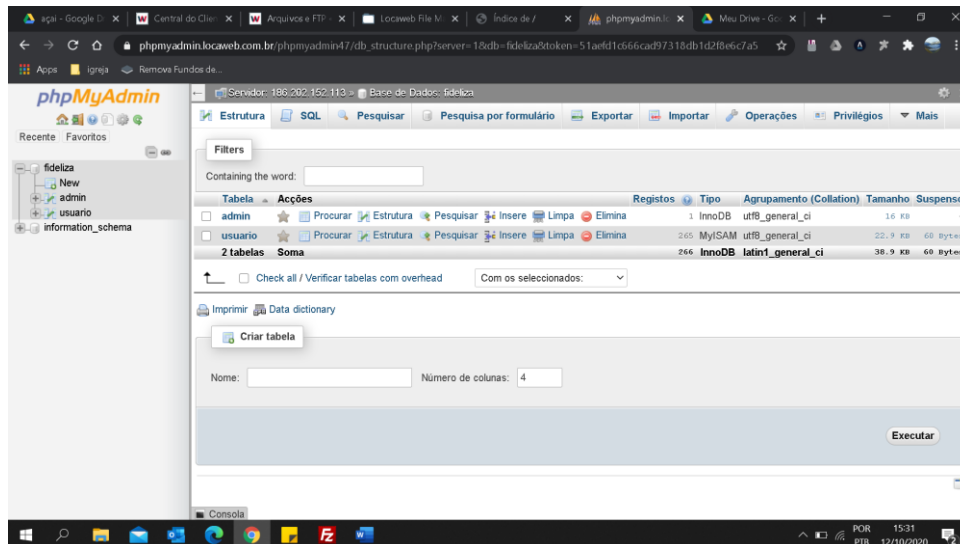 açai - Google Dr
Central do Clien
Arquivos e FTP -
Locaweb File M
Índice de /
phpmyadmin.lc
Meu Drive - Goo
phpmyadmin.locaweb.com.br/phpmyadmin47/db_structure.php?server=1&db=fideliza&token=51aefd1c666cad97318db1d2f8e6c7a5
Apps igreja Remova Fundos de...
phpMyAdmin
Recente Favoritos
fideliza
New
admin
usuario
information_schema
Servidor: 186.202.152.113 » Base de Dados: fideliza
Estrutura SQL Pesquisar Pesquisa por formulário Exportar Importar Operações Privilégios Mais
Filters
Containing the word:
Tabela Acções Registos Tipo Agrupamento (Collation) Tamanho Suspenso
admin Procurar Estrutura Pesquisar Insere Limpa Elimina 1 InnoDB utf8_general_ci 16 KB
usuario Procurar Estrutura Pesquisar Insere Limpa Elimina 265 MyISAM utf8_general_ci 22.9 KB 60 Bytes
2 tabelas Soma 266 InnoDB latin1_general_ci 38.9 KB 60 Bytes
Check all / Verificar tabelas com overhead Com os seleccionados:
Imprimir Data dictionary
Criar tabela
Nome: Número de colunas: 4
Executar
Consola
POR 15:31
PTB 12/10/2020